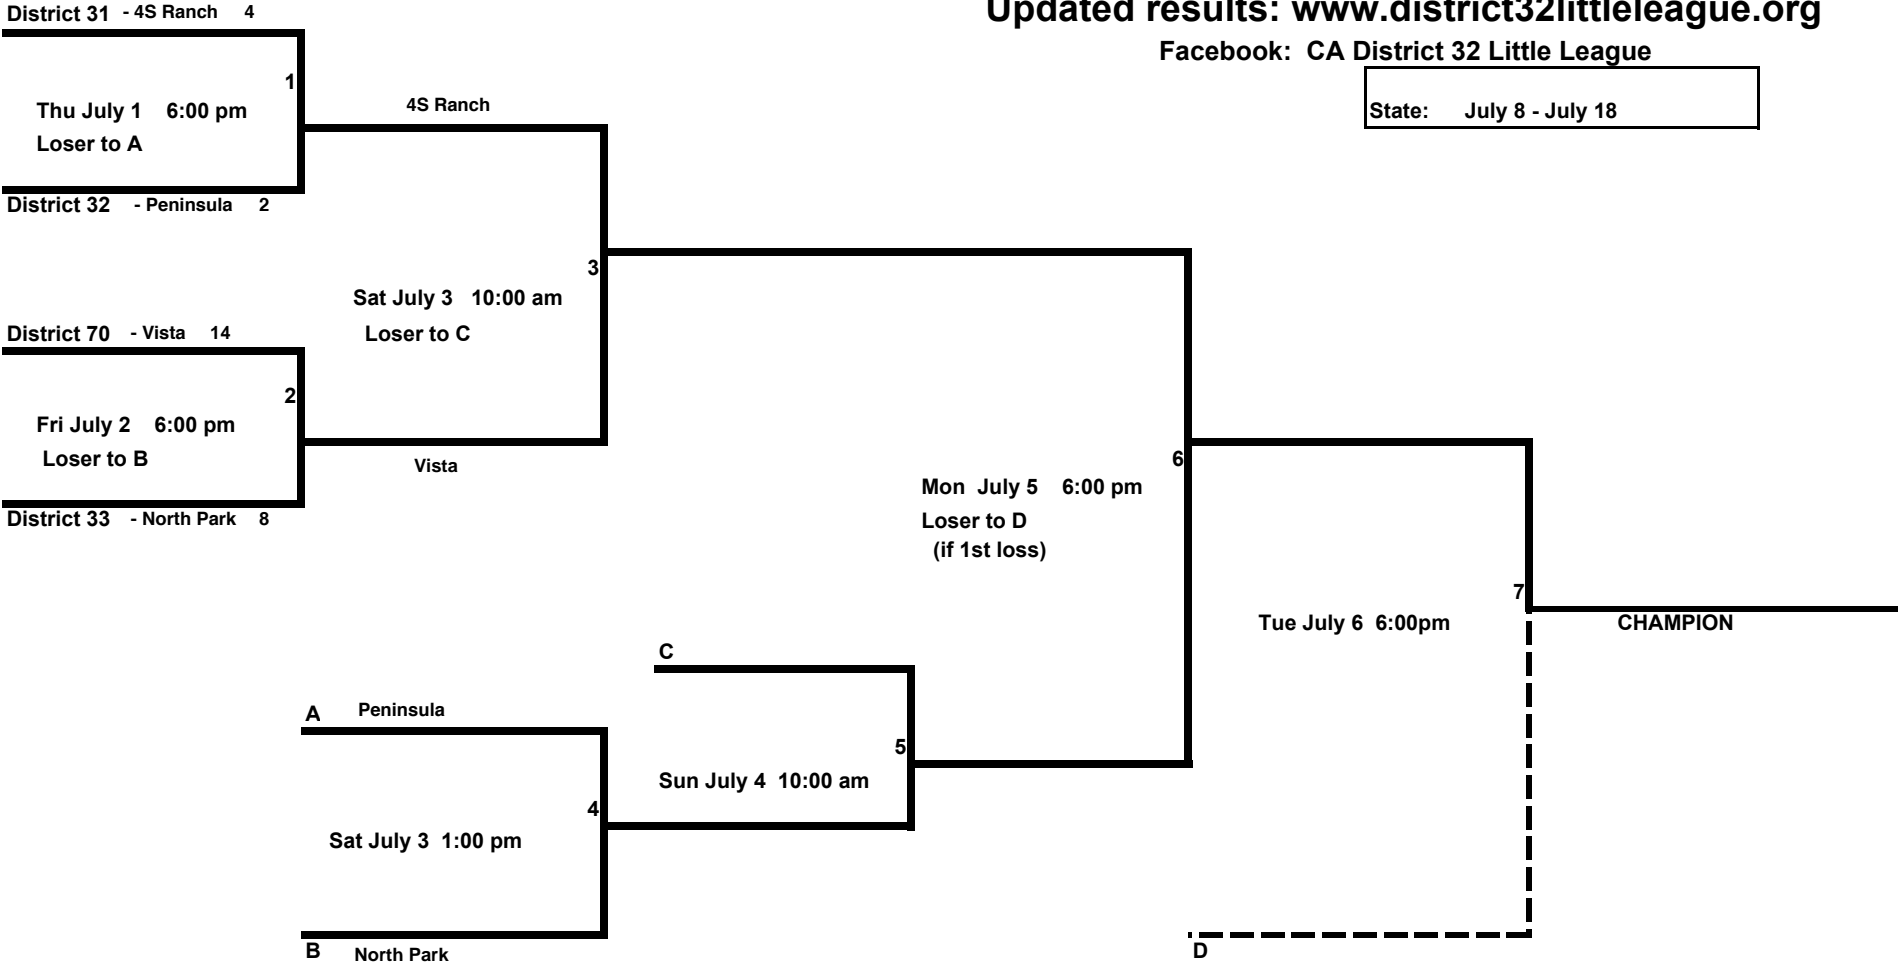 District 31 - 4S Ranch 4
Updated results: www.district32littleleague.org
Facebook: CA District 32 Little League
State: July 8 - July 18
1
Thu July 1 6:00 pm
Loser to A
4S Ranch
District 32 - Peninsula 2
3
Sat July 3 10:00 am
Loser to C
District 70 - Vista 14
2
Fri July 2 6:00 pm
Loser to B
Vista
District 33 - North Park 8
6
Mon July 5 6:00 pm
Loser to D
(if 1st loss)
7
Tue July 6 6:00pm
CHAMPION
C
A Peninsula
5
Sun July 4 10:00 am
4
Sat July 3 1:00 pm
B North Park
D